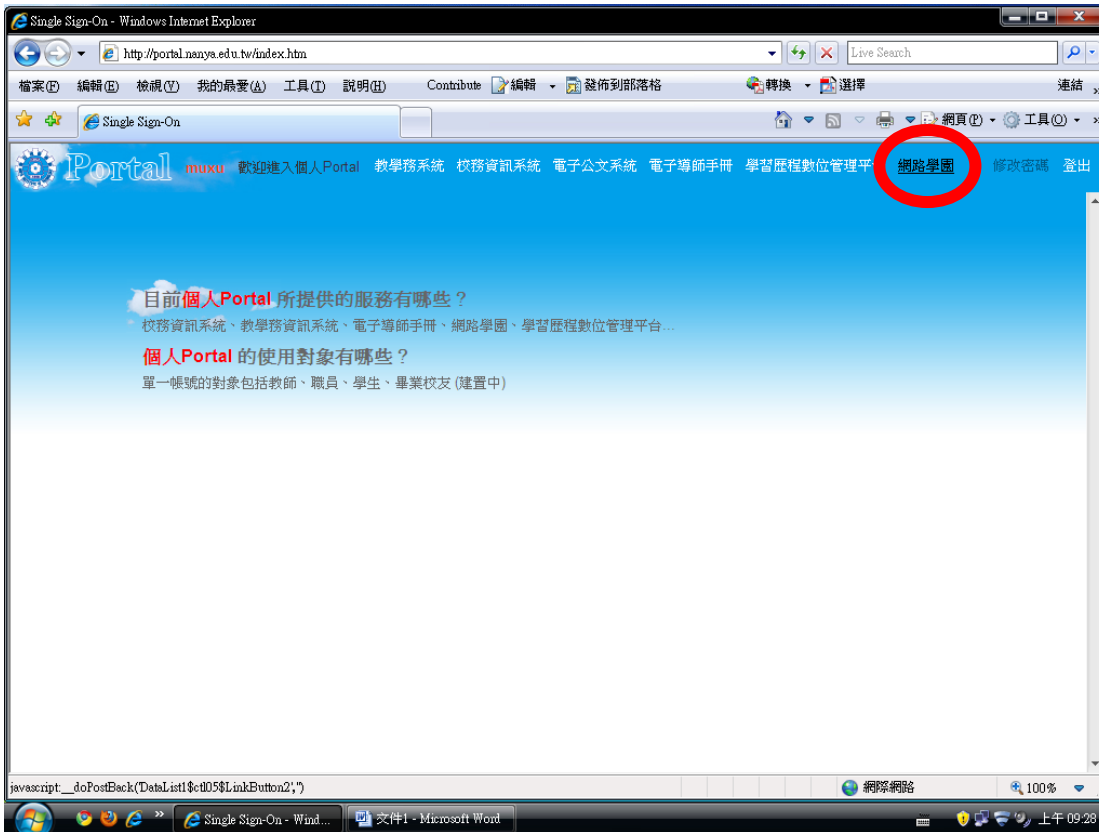 Single Sign-On - Windows Internet Explorer
http://portal.nanya.edu.tw/index.htm Live Search
檔案(F) 編輯(E) 檢視(V) 我的最愛(A) 工具(T) 說明(H) Contribute 編輯 發佈到部落格 轉換 選擇 連結 »
Single Sign-On 網頁(P) 工具(O) »
Portal muxu 歡迎進入個人Portal 教學務系統 校務資訊系統 電子公文系統 電子導師手冊 學習歷程數位管理平 網路學園 修改密碼 登出
目前個人Portal 所提供的服務有哪些？
校務資訊系統、教學務資訊系統、電子導師手冊、網路學園、學習歷程數位管理平台...
個人Portal 的使用對象有哪些？
單一帳號的對象包括教師、職員、學生、畢業校友 (建置中)
javascript:__doPostBack('DataList1$ctl05$LinkButton2','') 網際網路 100%
» Single Sign-On - Wind... 文件1 - Microsoft Word 上午 09:28